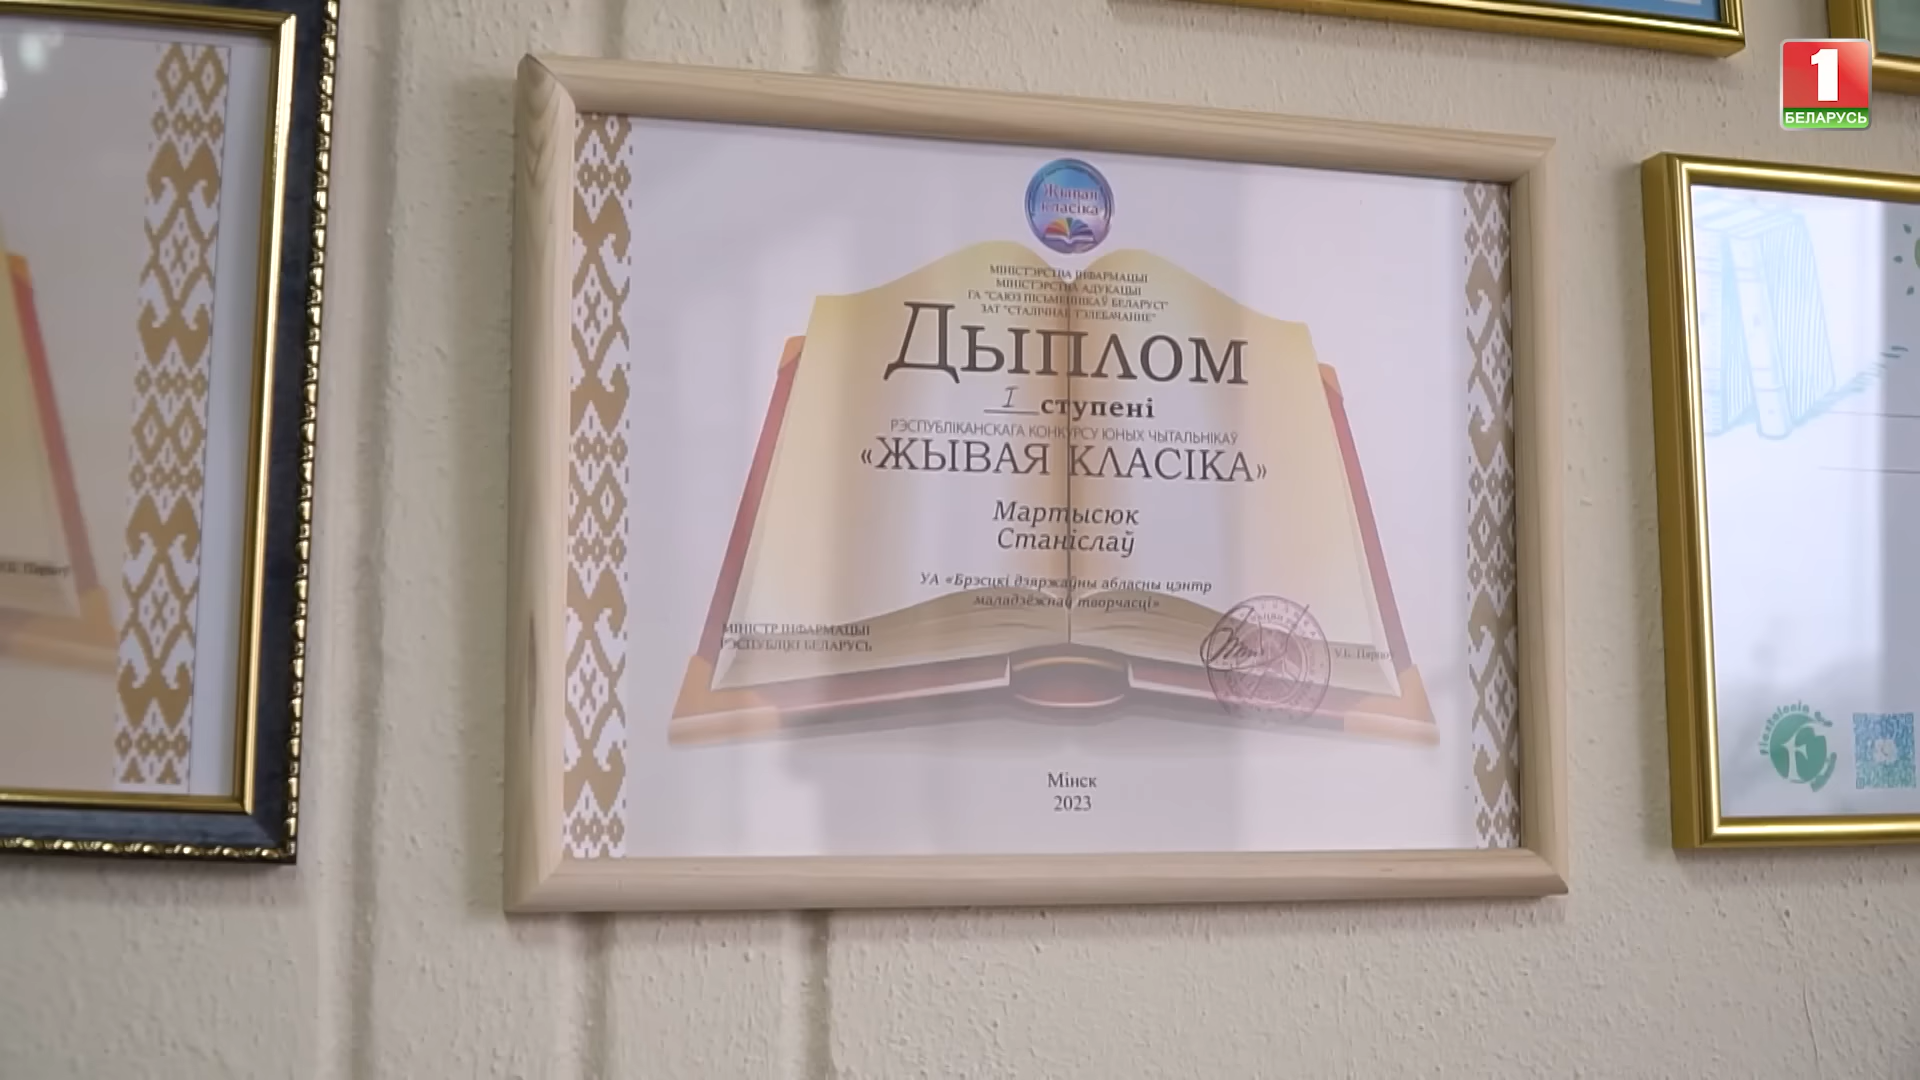 1
БЕЛАРУСЬ
Жывая
класіка
МІНІСТЭРСТВА ІНФАРМАЦЫІ
МІНІСТЭРСТВА АДУКАЦЫІ
ГА "САЮЗ ПІСЬМЕННІКАЎ БЕЛАРУСІ"
ЗАТ "СТАЛІЧНАЕ ТЭЛЕБАЧАННЕ"
Дыплом
I ступені
РЭСПУБЛІКАНСКАГА КОНКУРСУ ЮНЫХ ЧЫТАЛЬНІКАЎ
«ЖЫВАЯ КЛАСІКА»
Мартысюк
Станіслаў
УА «Брэсцкі дзяржаўны абласны цэнтр
маладзёжнай творчасці»
МІНІСТР ІНФАРМАЦЫІ
РЭСПУБЛІКІ БЕЛАРУСЬ
Мінск
2023